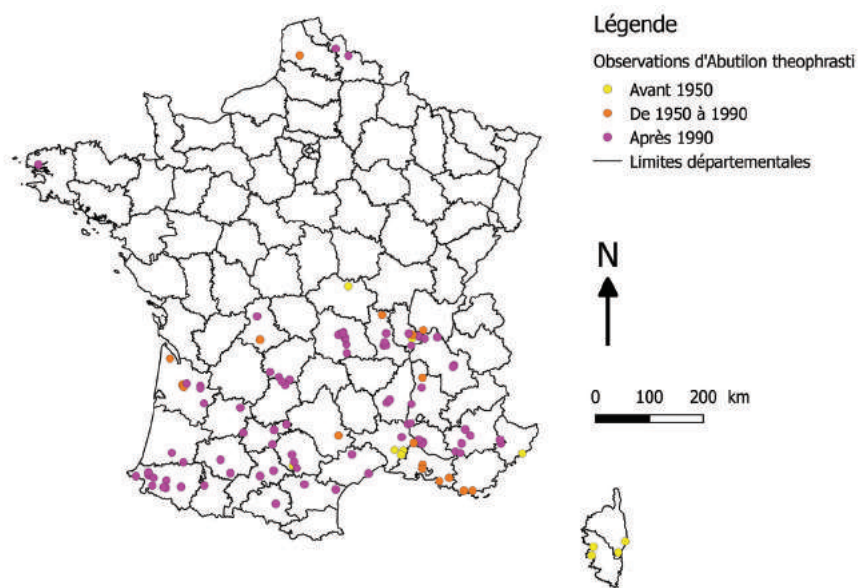 Légende
Observations d'Abutilon theophrasti
Avant 1950
De 1950 à 1990
Après 1990
Limites départementales
N
0 100 200 km